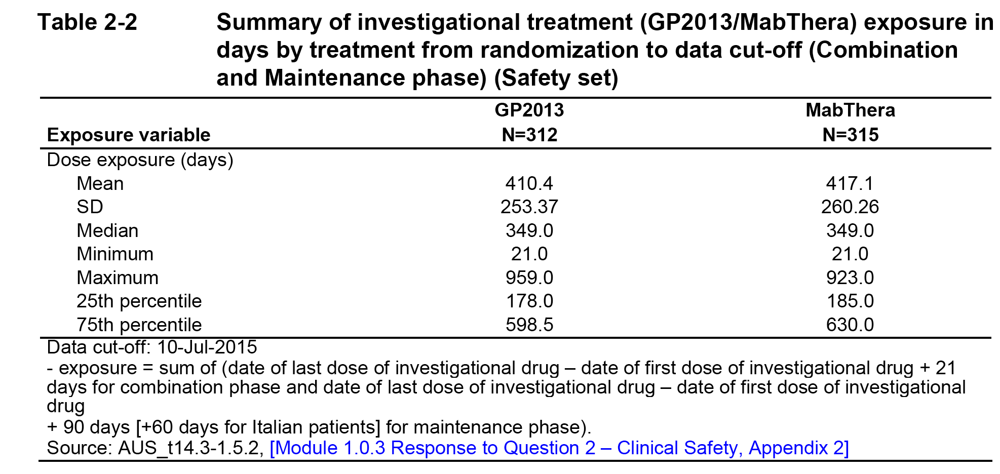 Table 2-2 Summary of investigational treatment (GP2013/MabThera) exposure in
days by treatment from randomization to data cut-off (Combination
and Maintenance phase) (Safety set)
GP2013 MabThera
Exposure variable N=312 N=315
Dose exposure (days)
Mean 410.4 417.1
SD 253.37 260.26
Median 349.0 349.0
Minimum 21.0 21.0
Maximum 959.0 923.0
25th percentile 178.0 185.0
75th percentile 598.5 630.0
Data cut-off: 10-Jul-2015
- exposure = sum of (date of last dose of investigational drug – date of first dose of investigational drug + 21
days for combination phase and date of last dose of investigational drug – date of first dose of investigational
drug
+ 90 days [+60 days for Italian patients] for maintenance phase).
Source: AUS_t14.3-1.5.2, [Module 1.0.3 Response to Question 2 – Clinical Safety, Appendix 2]